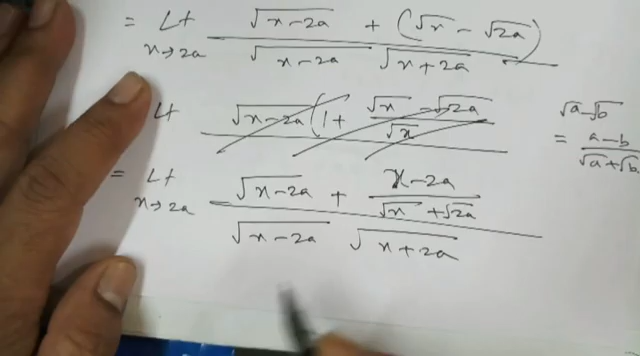 = Lt x→2a (√(x-2a) + (√x - √2a)) / (√(x-2a) √(x+2a))
Lt √(x-2a) (1 + (√x - √2a)/√x
√a-√b = (a-b)/(√a+√b)
= Lt x→2a (√(x-2a) + (x-2a)/(√x+√2a)) / (√(x-2a) √(x+2a))